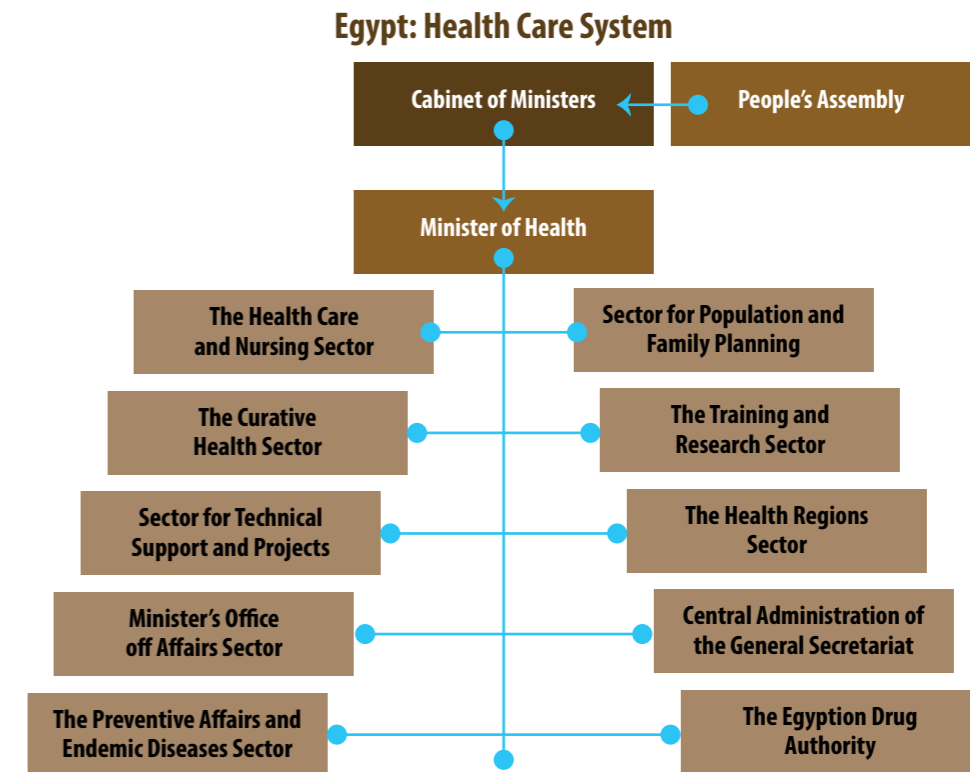 Egypt: Health Care System
Cabinet of Ministers
People's Assembly
Minister of Health
The Health Care
and Nursing Sector
Sector for Population and
Family Planning
The Curative
Health Sector
The Training and
Research Sector
Sector for Technical
Support and Projects
The Health Regions
Sector
Minister's Office
off Affairs Sector
Central Administration of
the General Secretariat
The Preventive Affairs and
Endemic Diseases Sector
The Egyption Drug
Authority